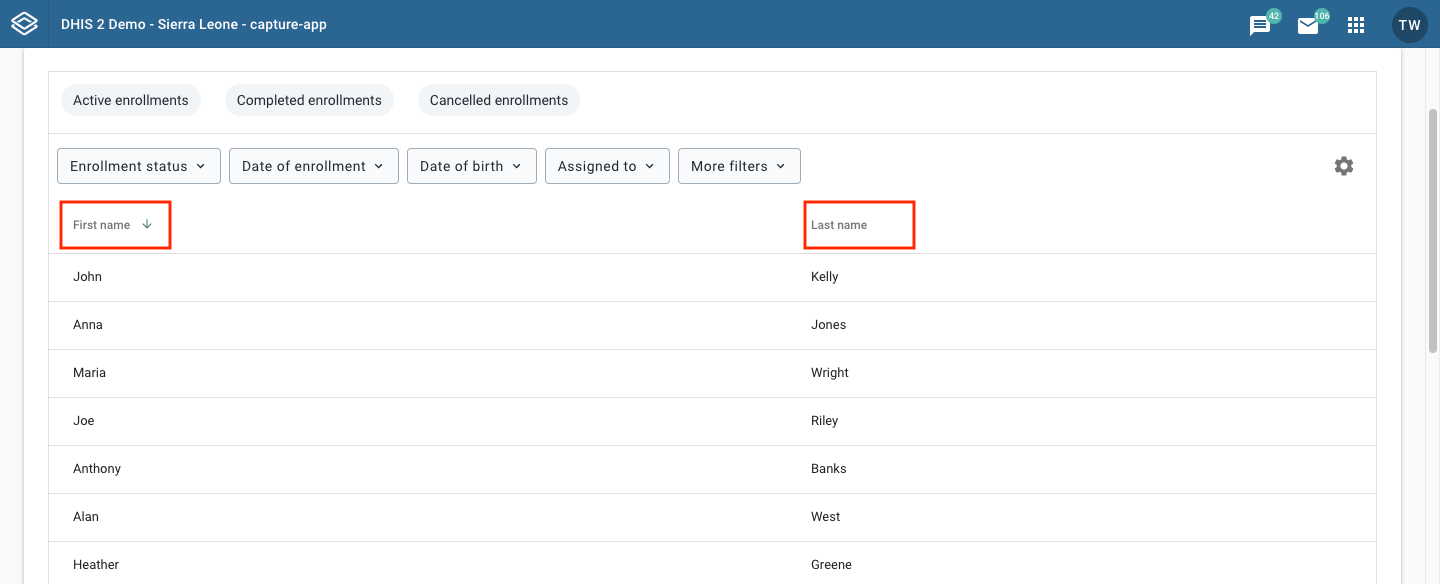 DHIS 2 Demo - Sierra Leone - capture-app
42
106
TW
Active enrollments
Completed enrollments
Cancelled enrollments
Enrollment status
Date of enrollment
Date of birth
Assigned to
More filters
First name
Last name
John
Kelly
Anna
Jones
Maria
Wright
Joe
Riley
Anthony
Banks
Alan
West
Heather
Greene